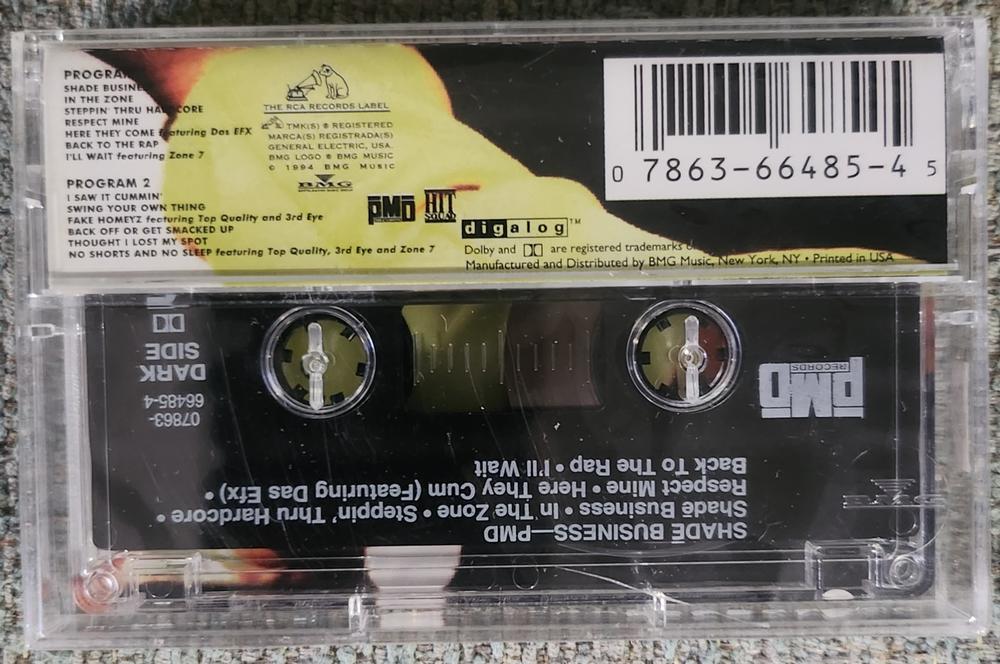 PROGRAM
SHADE BUSINE
IN THE ZONE
STEPPIN' THRU HARDCORE
RESPECT MINE
HERE THEY COME featuring Das EFX
BACK TO THE RAP
I'LL WAIT featuring Zone 7
PROGRAM 2
I SAW IT CUMMIN'
SWING YOUR OWN THING
FAKE HOMEYZ featuring Top Quality and 3rd Eye
BACK OFF OR GET SMACKED UP
THOUGHT I LOST MY SPOT
NO SHORTS AND NO SLEEP featuring Top Quality, 3rd Eye and Zone 7
THE RCA RECORDS LABEL
TMK(S) ® REGISTERED
MARCA(S) REGISTRADA(S)
GENERAL ELECTRIC, USA.
BMG LOGO ® BMG MUSIC
© 1994 BMG MUSIC
BMG
PMD
HIT
SQUAD
digalog™
Dolby and are registered trademarks
Manufactured and Distributed by BMG Music, New York, NY • Printed in USA
0 7863-66485-4 5
PMD
RECORDS
07863-
66485-4
DARK
SIDE
SHADĒ BUSINESS—PMD
Shadē Business • In The Zone • Steppin' Thru Hardcore •
Respect Mine • Here They Cum (Featuring Das Efx) •
Back To The Rap • I'll Wait